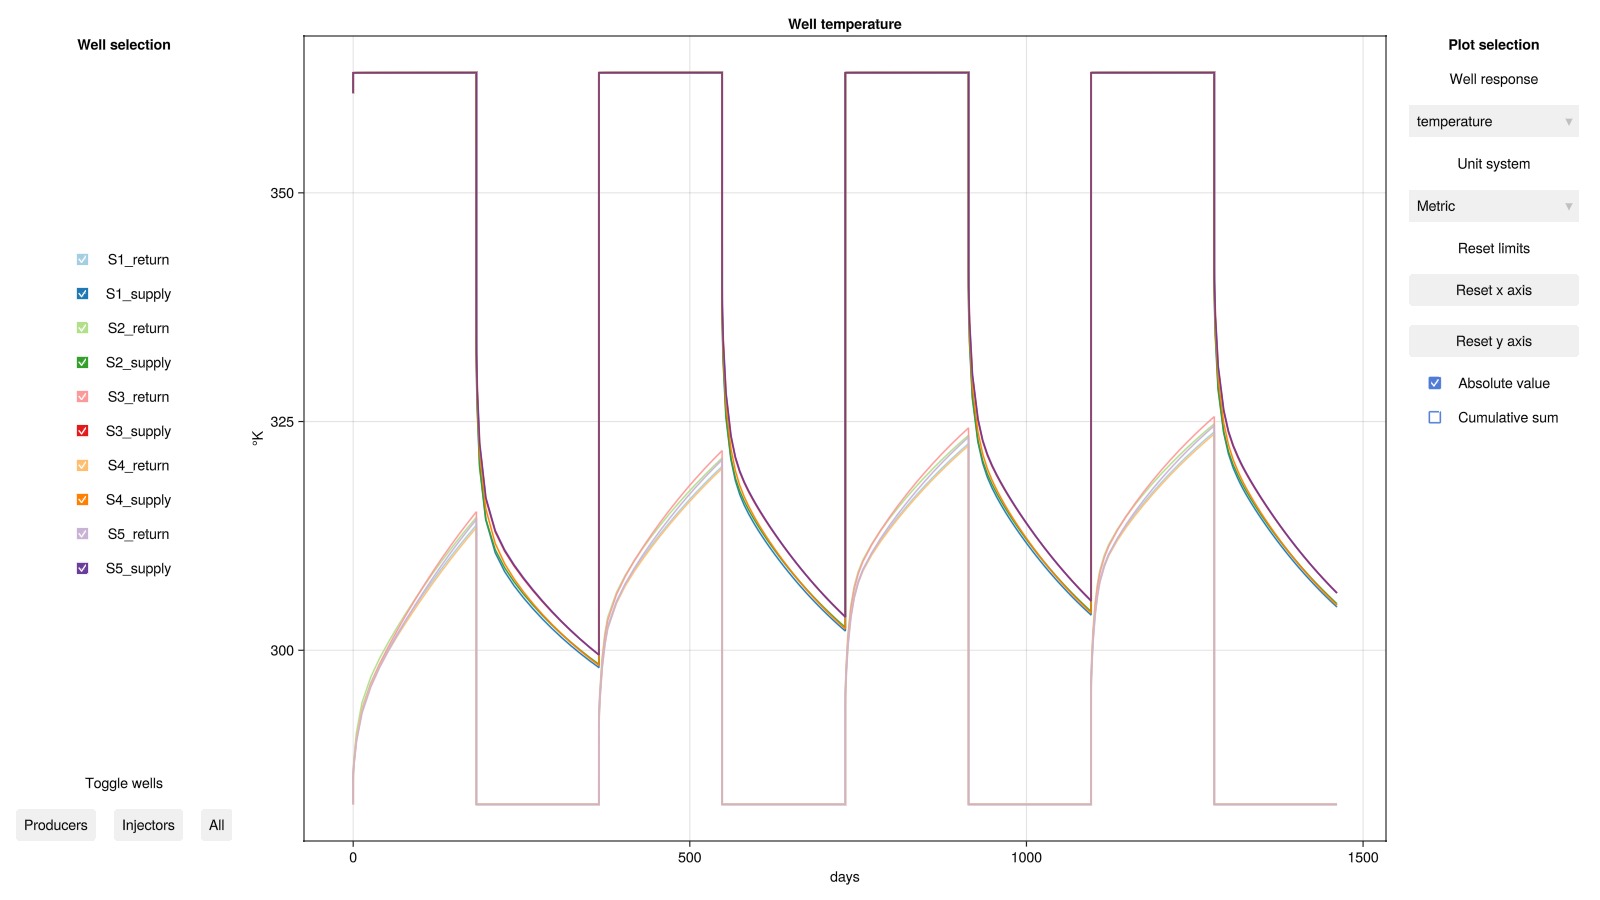 Well temperature
Well selection
S1_return
S1_supply
S2_return
S2_supply
S3_return
S3_supply
S4_return
S4_supply
S5_return
S5_supply
Toggle wells
Producers Injectors All
°K
350
325
300
0 500 1000 1500
days
Plot selection
Well response
temperature
Unit system
Metric
Reset limits
Reset x axis
Reset y axis
Absolute value
Cumulative sum